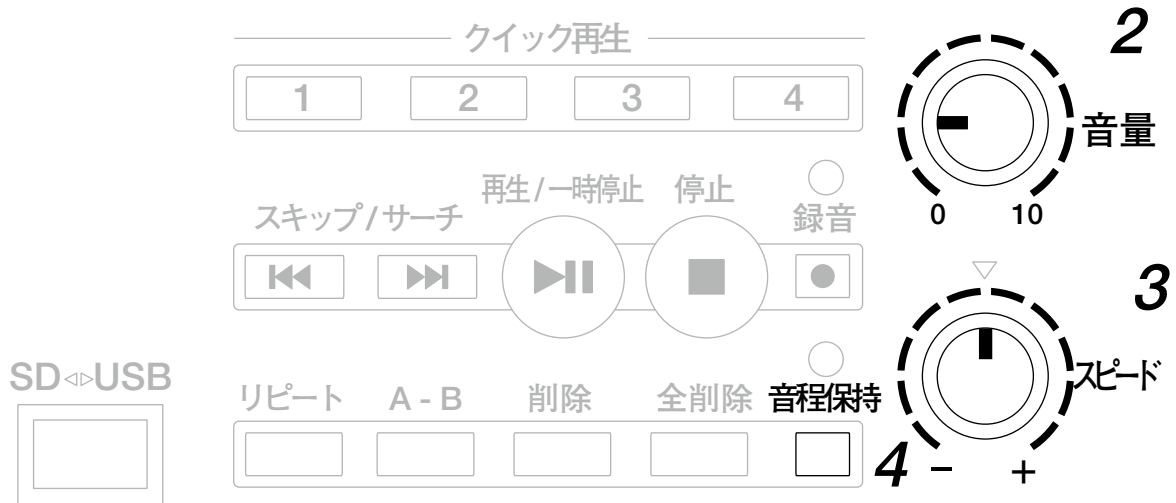 クイック再生
1 2 3 4
2
音量
0 10
スキップ/サーチ
再生/一時停止
停止
録音
3
スピード
- +
SD◁▷USB
リピート
A - B
削除
全削除
音程保持
4